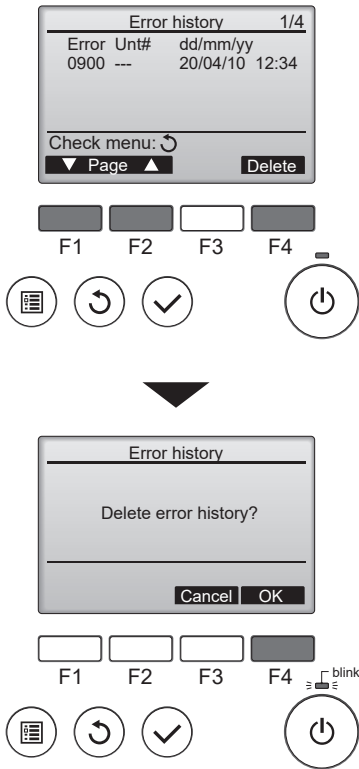 Error history 1/4
Error Unt# dd/mm/yy
0900 --- 20/04/10 12:34
Check menu:
▼ Page ▲ Delete
F1 F2 F3 F4
Error history
Delete error history?
Cancel OK
F1 F2 F3 F4 blink